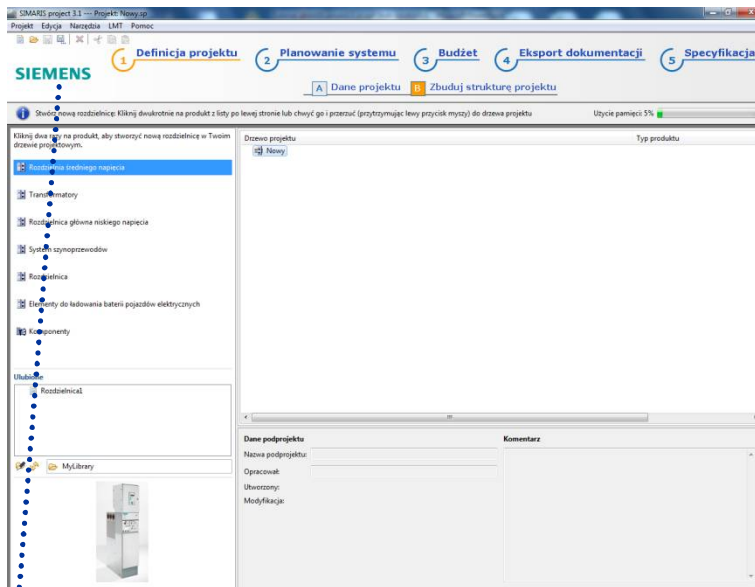 SIMARIS project 3.1 --- Projekt: Nowy.sp
Projekt Edycja Narzędzia LMT Pomoc
SIEMENS
1 Definicja projektu
2 Planowanie systemu
3 Budżet
4 Eksport dokumentacji
5 Specyfikacja
A Dane projektu
B Zbuduj strukturę projektu
Stwórz nową rozdzielnicę: Kliknij dwukrotnie na produkt z listy po lewej stronie lub chwyć go i przerzuć (przytrzymując lewy przycisk myszy) do drzewa projektu
Użycie pamięci: 5%
Kliknij dwa razy na produkt, aby stworzyć nową rozdzielnicę w Twoim
drzewie projektowym.
Rozdzielnia średniego napięcia
Transformatory
Rozdzielnica główna niskiego napięcia
System szynoprzewodów
Rozdzielnica
Elementy do ładowania baterii pojazdów elektrycznych
Komponenty
Ulubione
Rozdzielnica1
MyLibrary
Drzewo projektu
Typ produktu
Nowy
Dane podprojektu
Nazwa podprojektu:
Opracował:
Utworzony:
Modyfikacja:
Komentarz